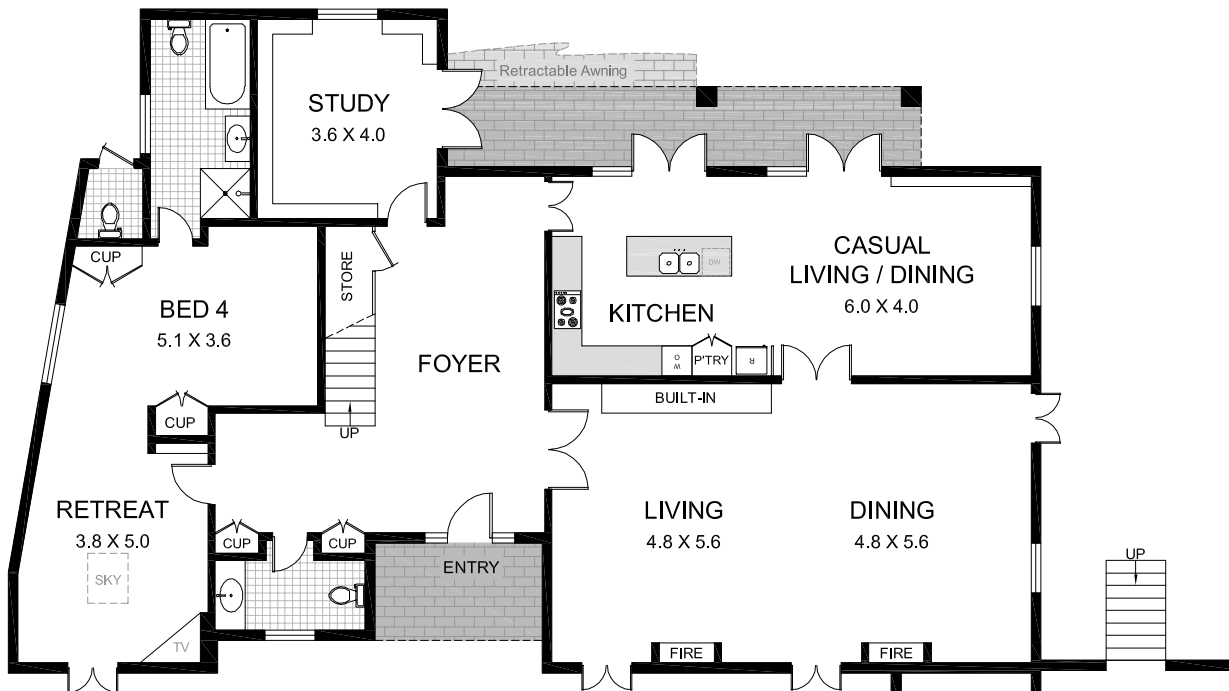 Retractable Awning
STUDY
3.6 X 4.0
CUP
STORE
BED 4
5.1 X 3.6
CASUAL
LIVING / DINING
6.0 X 4.0
DW
KITCHEN
FOYER
W
O
P'TRY
R
BUILT-IN
CUP
UP
RETREAT
3.8 X 5.0
SKY
TV
CUP
CUP
ENTRY
LIVING
4.8 X 5.6
DINING
4.8 X 5.6
FIRE
FIRE
UP